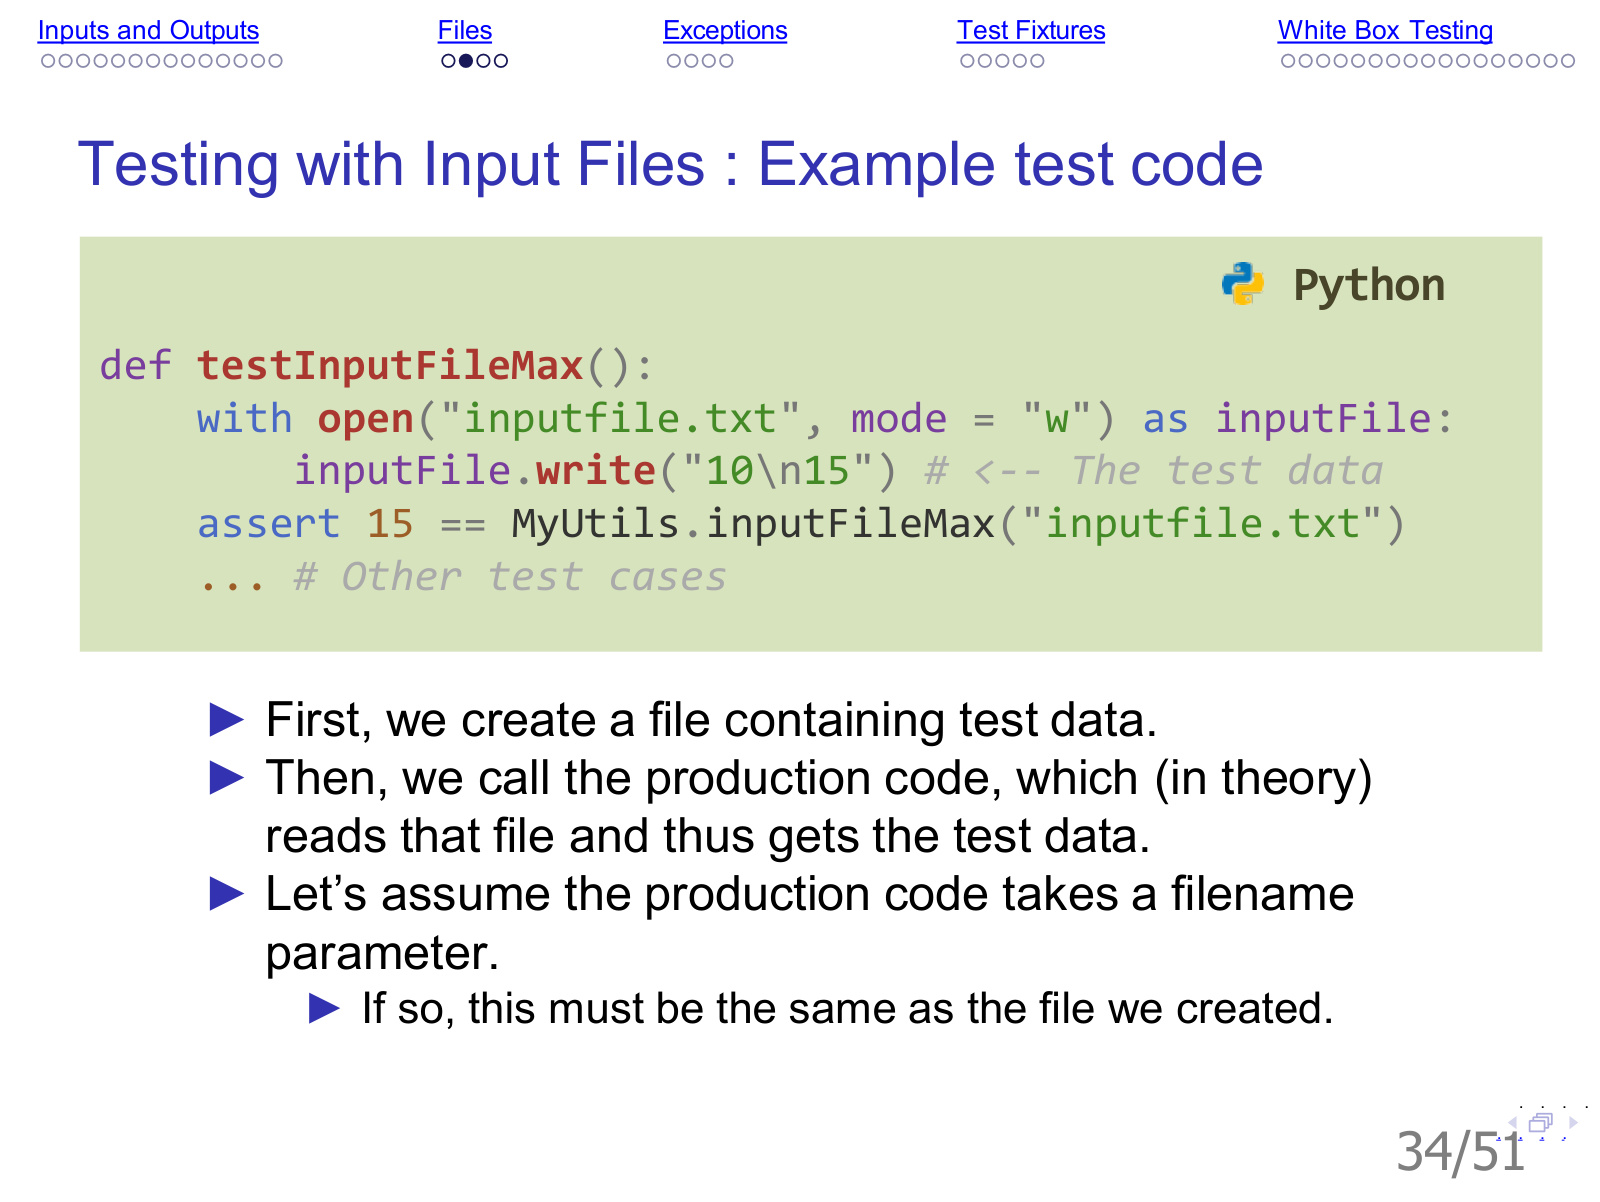 Inputs and Outputs Files Exceptions Test Fixtures White Box Testing
Testing with Input Files : Example test code
Python
def testInputFileMax():
    with open("inputfile.txt", mode = "w") as inputFile:
        inputFile.write("10\n15") # <-- The test data
    assert 15 == MyUtils.inputFileMax("inputfile.txt")
    ... # Other test cases
► First, we create a file containing test data.
► Then, we call the production code, which (in theory)
reads that file and thus gets the test data.
► Let’s assume the production code takes a filename
parameter.
► If so, this must be the same as the file we created.
34/51